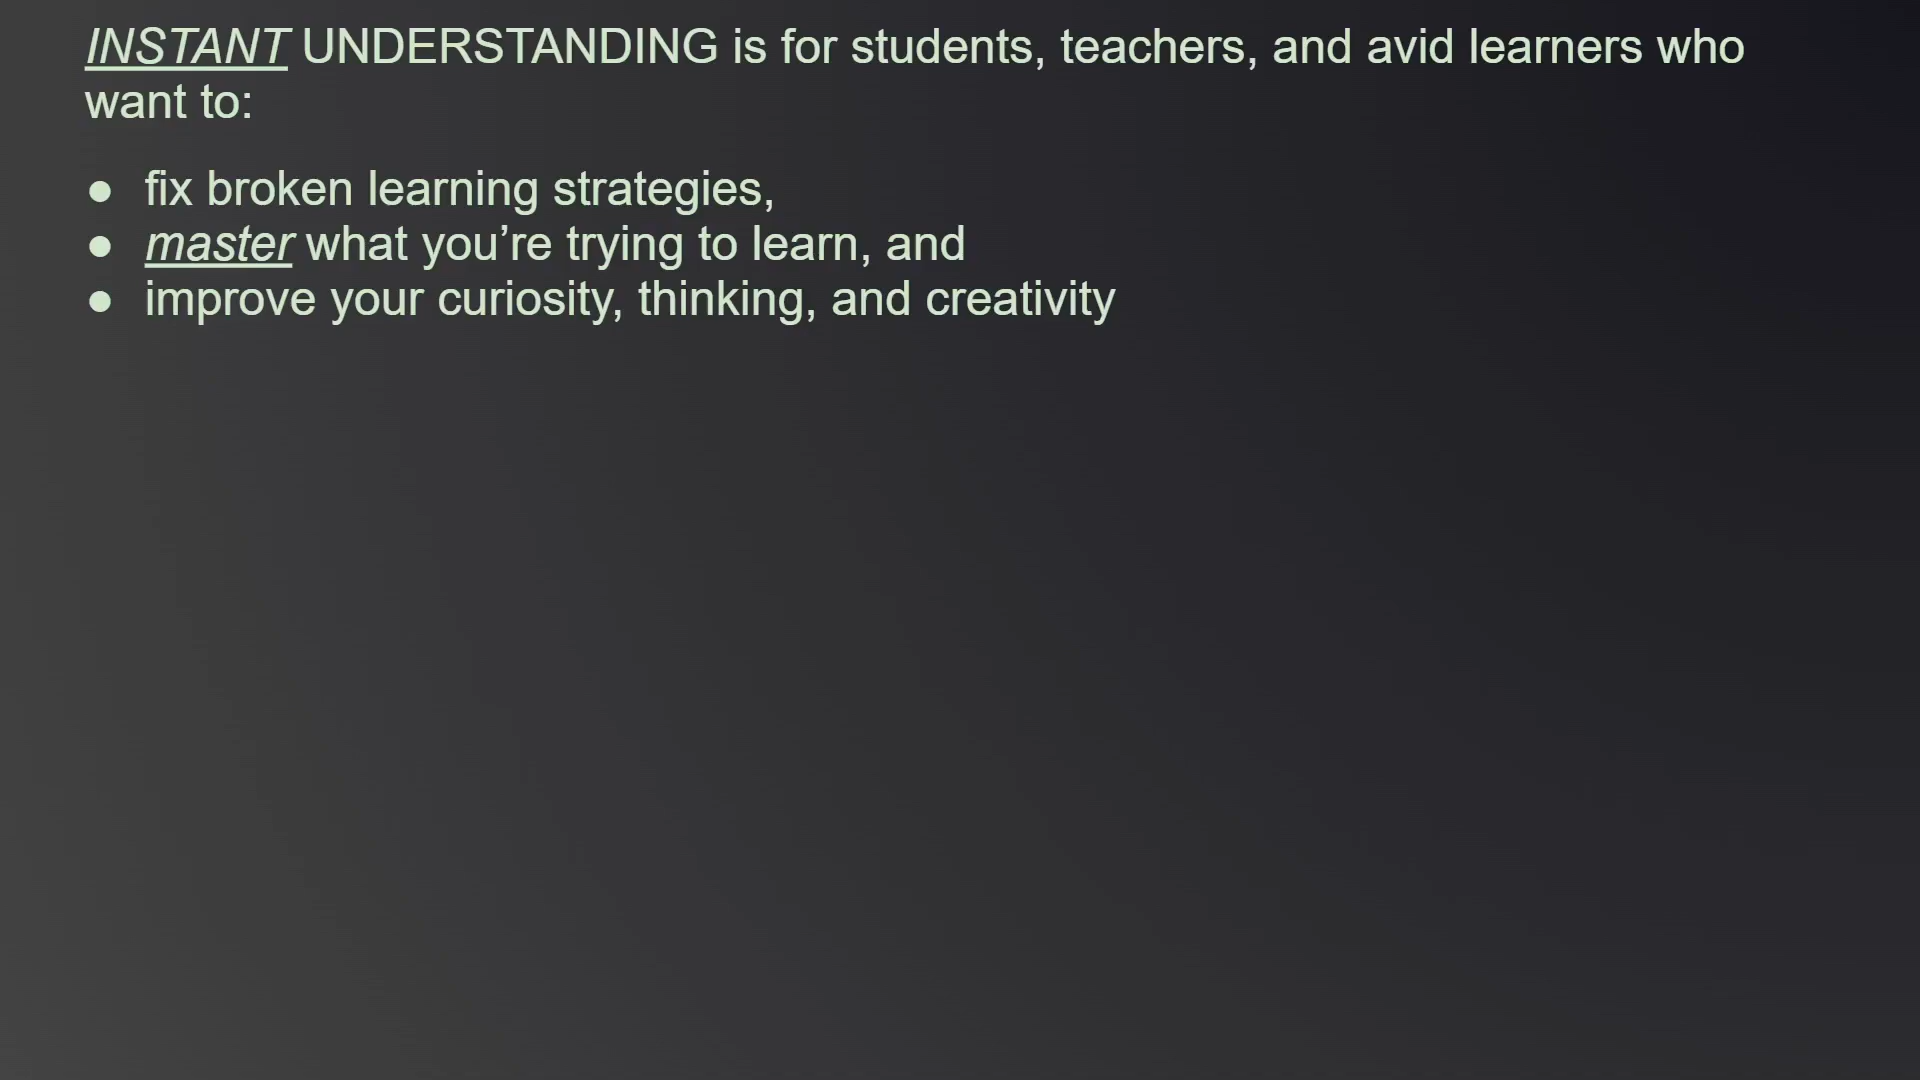 INSTANT UNDERSTANDING is for students, teachers, and avid learners who
want to:
● fix broken learning strategies,
● master what you’re trying to learn, and
● improve your curiosity, thinking, and creativity